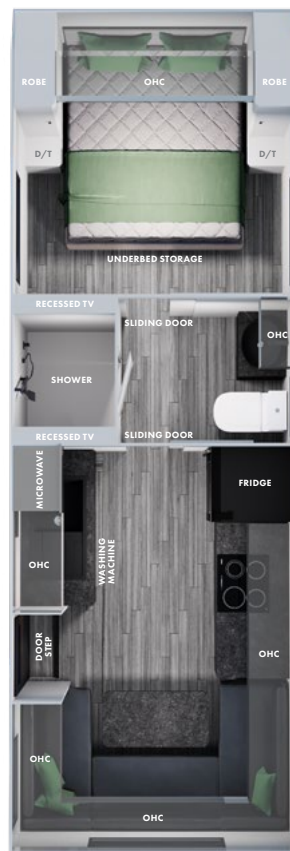 ROBE
OHC
ROBE
D/T
D/T
UNDERBED STORAGE
RECESSED TV
SLIDING DOOR
OHC
SHOWER
RECESSED TV
SLIDING DOOR
MICROWAVE
FRIDGE
OHC
WASHING
MACHINE
DOOR
STEP
OHC
OHC
OHC